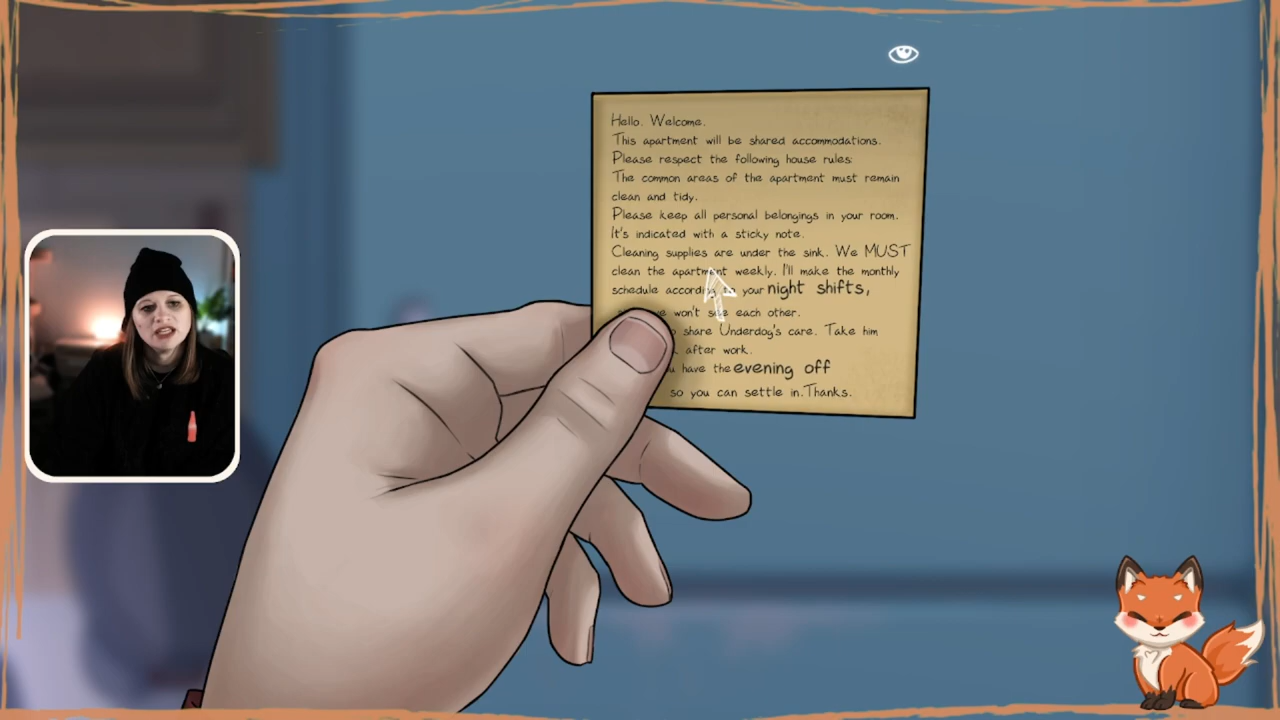 Hello. Welcome.
This apartment will be shared accommodations.
Please respect the following house rules:
The common areas of the apartment must remain
clean and tidy.
Please keep all personal belongings in your room.
It's indicated with a sticky note.
Cleaning supplies are under the sink. We MUST
clean the apartment weekly. I'll make the monthly
schedule according to your night shifts,
we won't see each other.
share Underdog's care. Take him
after work.
have the evening off
so you can settle in. Thanks.